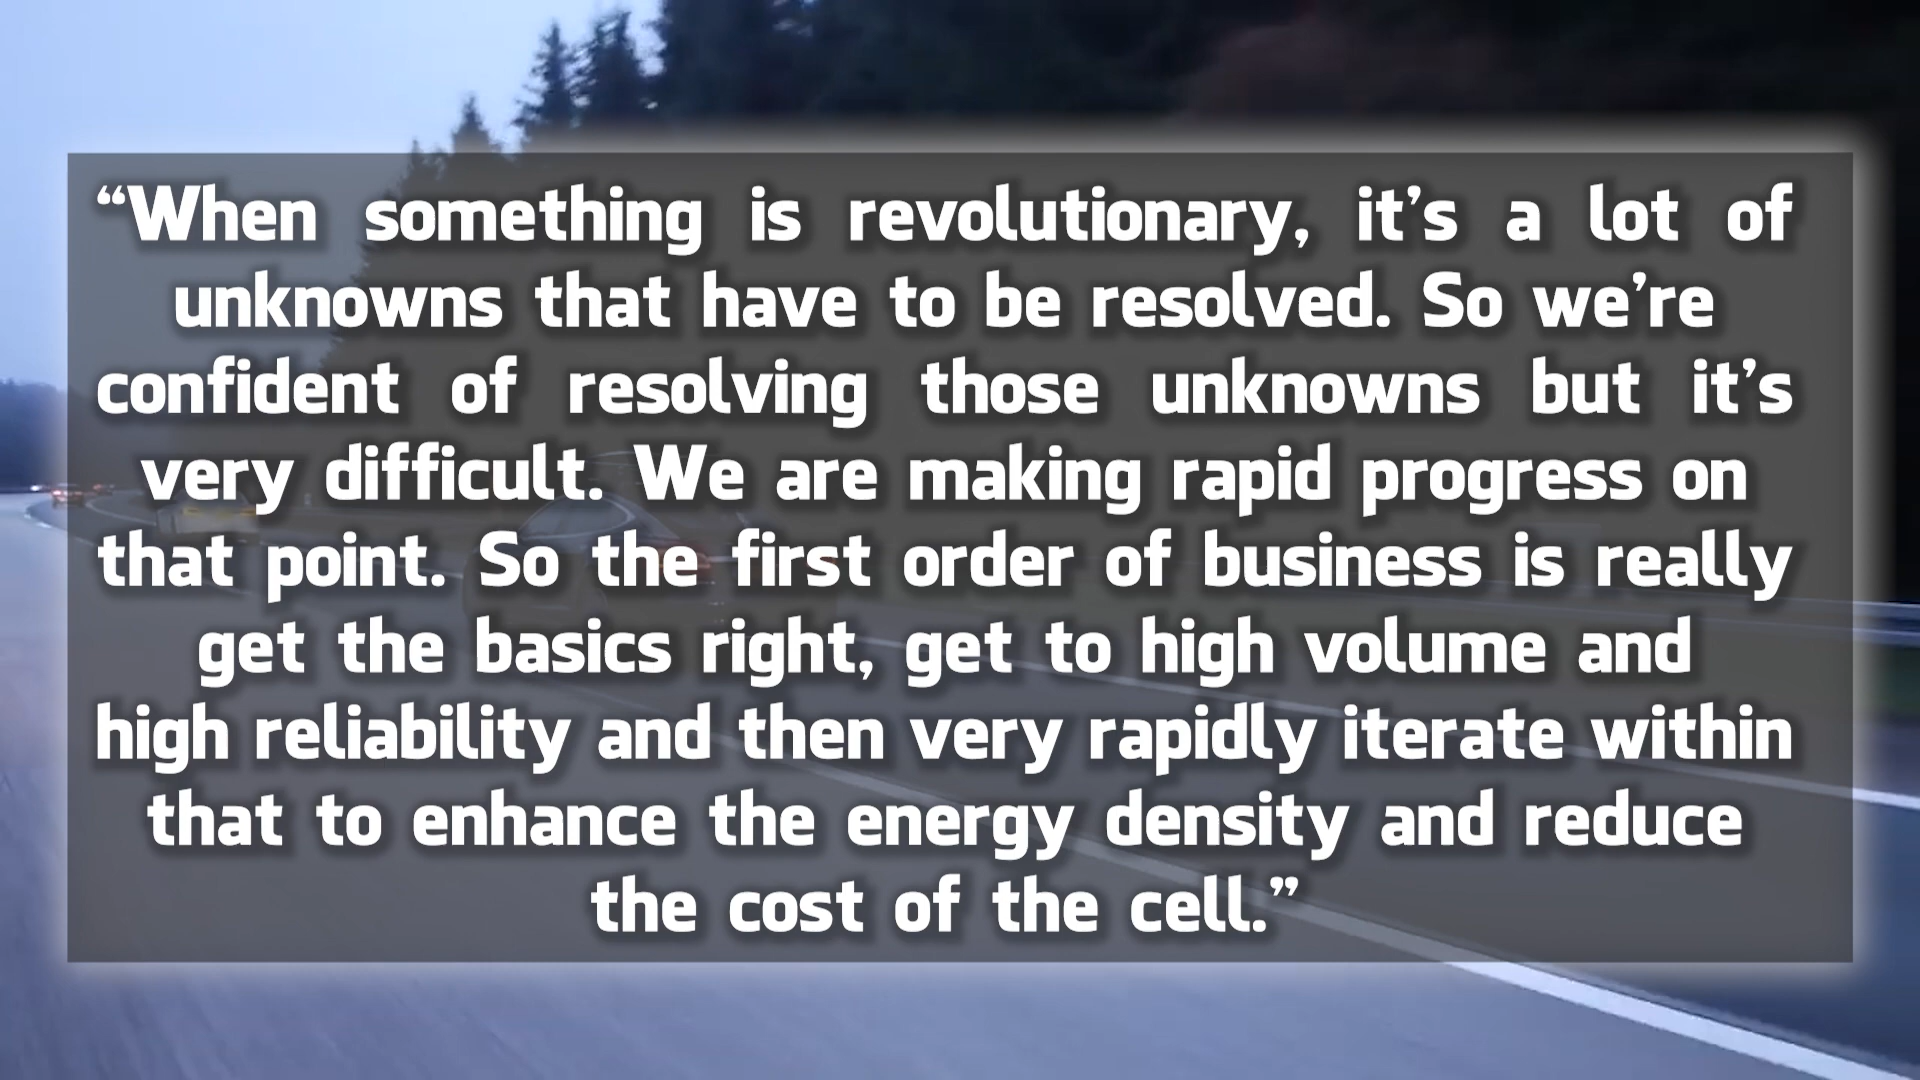 “When something is revolutionary, it’s a lot of
unknowns that have to be resolved. So we’re
confident of resolving those unknowns but it’s
very difficult. We are making rapid progress on
that point. So the first order of business is really
get the basics right, get to high volume and
high reliability and then very rapidly iterate within
that to enhance the energy density and reduce
the cost of the cell.”